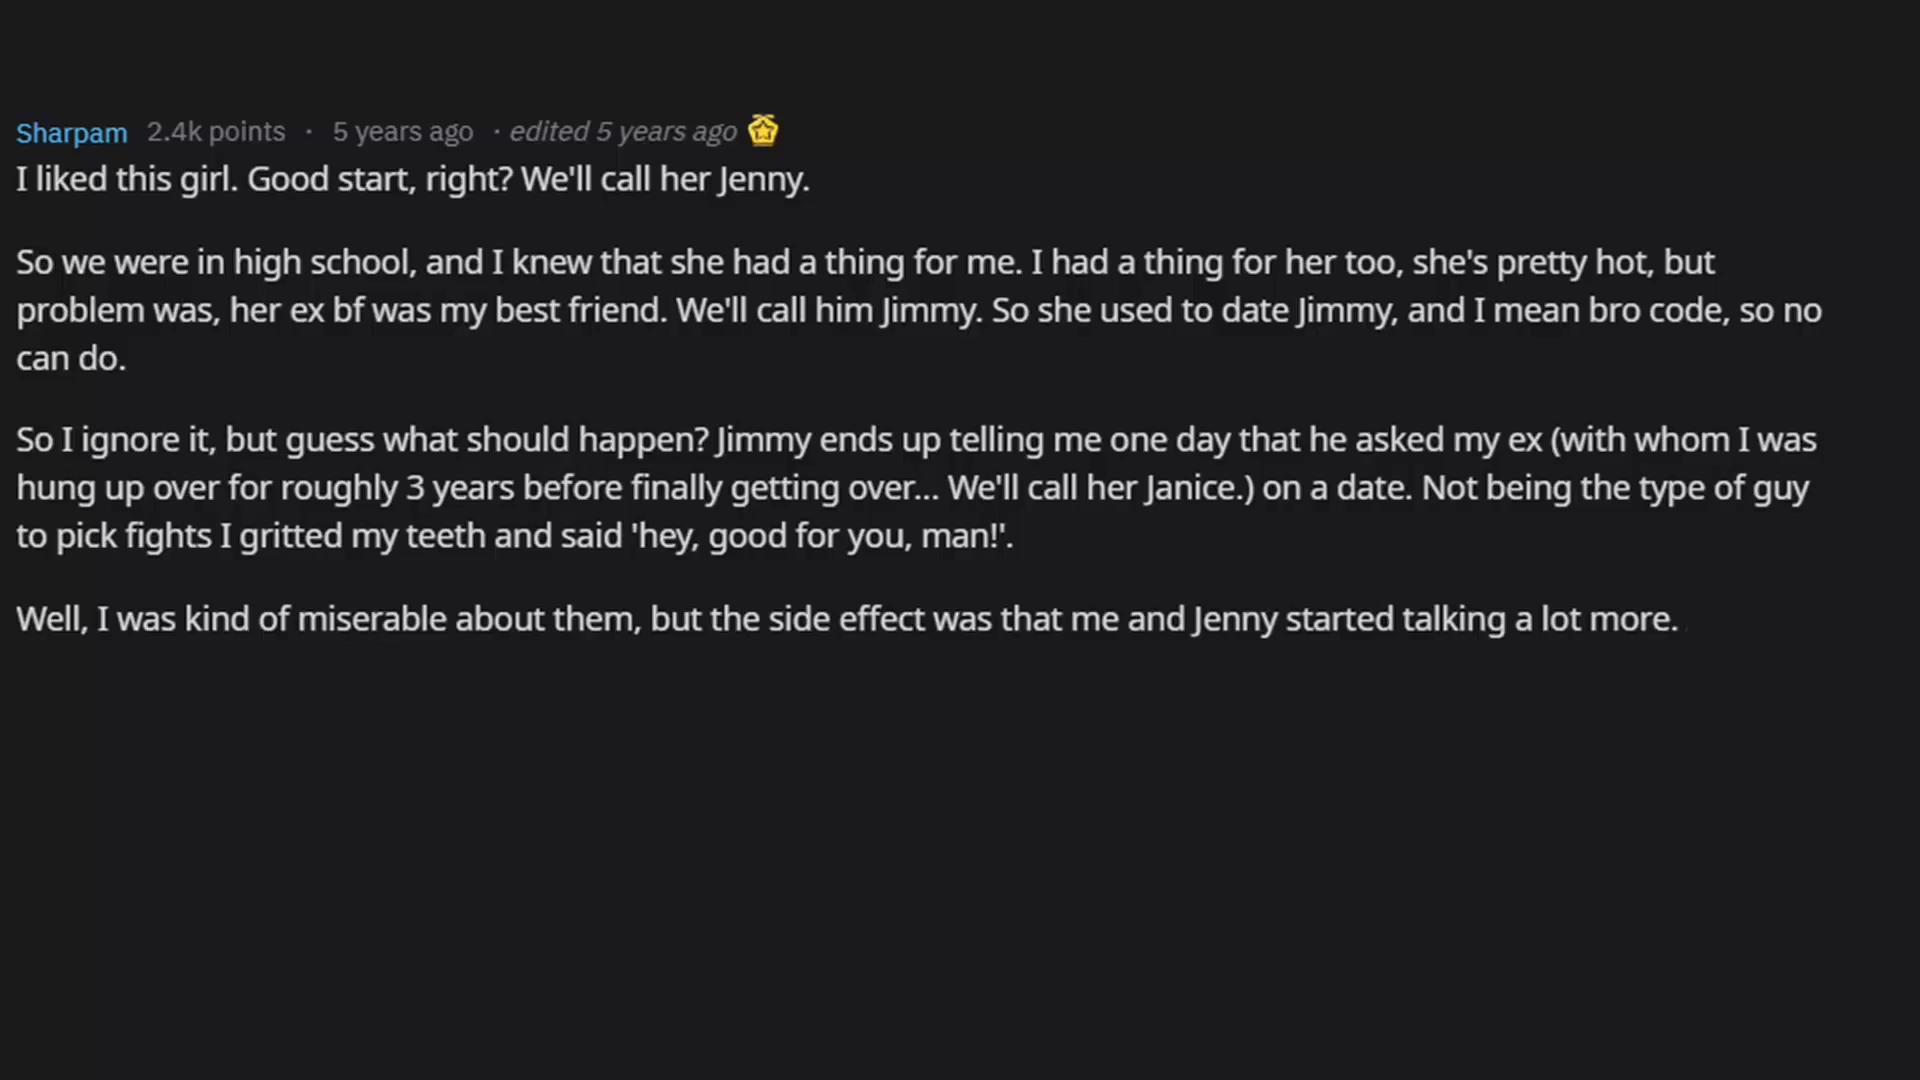 Sharpam 2.4k points · 5 years ago · edited 5 years ago
I liked this girl. Good start, right? We'll call her Jenny.
So we were in high school, and I knew that she had a thing for me. I had a thing for her too, she's pretty hot, but
problem was, her ex bf was my best friend. We'll call him Jimmy. So she used to date Jimmy, and I mean bro code, so no
can do.
So I ignore it, but guess what should happen? Jimmy ends up telling me one day that he asked my ex (with whom I was
hung up over for roughly 3 years before finally getting over... We'll call her Janice.) on a date. Not being the type of guy
to pick fights I gritted my teeth and said 'hey, good for you, man!'.
Well, I was kind of miserable about them, but the side effect was that me and Jenny started talking a lot more.